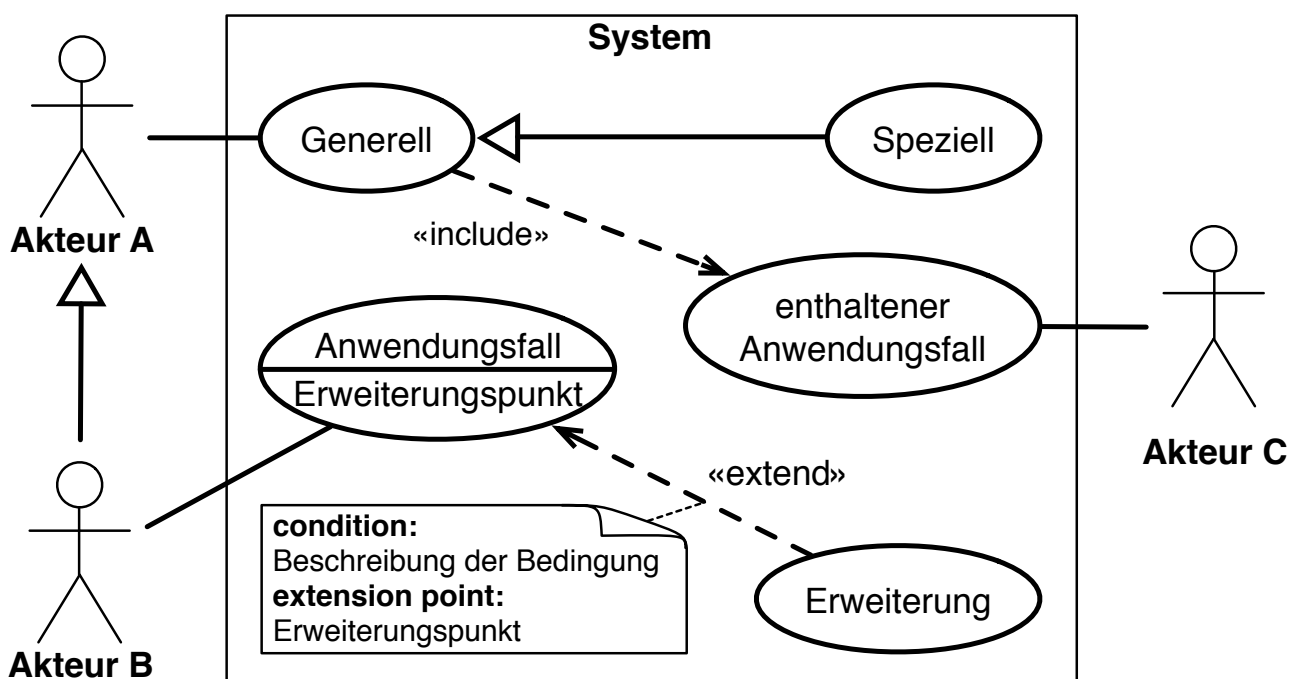 System
Generell
Speziell
Akteur A
«include»
enthaltener
Anwendungsfall
Anwendungsfall
Erweiterungspunkt
Akteur C
«extend»
condition:
Beschreibung der Bedingung
extension point:
Erweiterungspunkt
Erweiterung
Akteur B